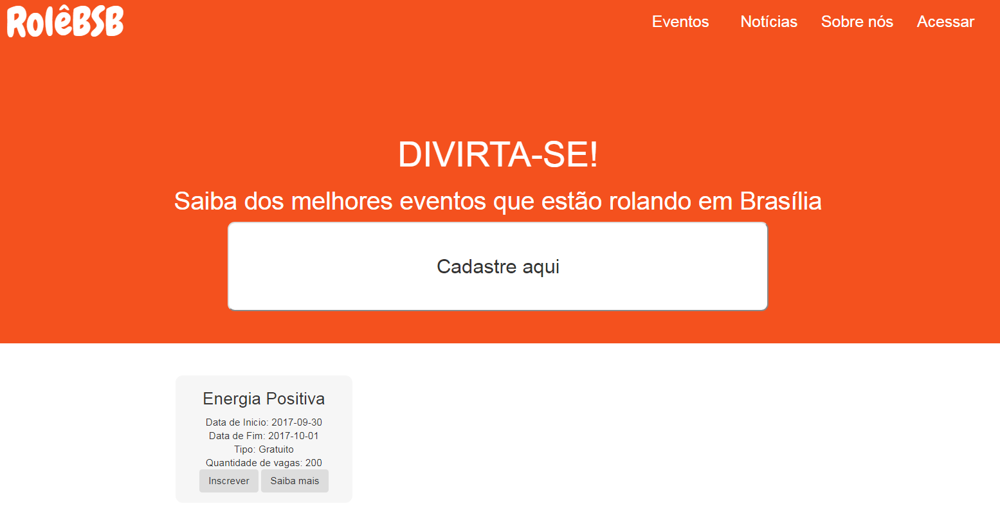 RolêBSB
Eventos Notícias Sobre nós Acessar
DIVIRTA-SE!
Saiba dos melhores eventos que estão rolando em Brasília
Cadastre aqui
Energia Positiva
Data de Inicio: 2017-09-30
Data de Fim: 2017-10-01
Tipo: Gratuito
Quantidade de vagas: 200
Inscrever Saiba mais